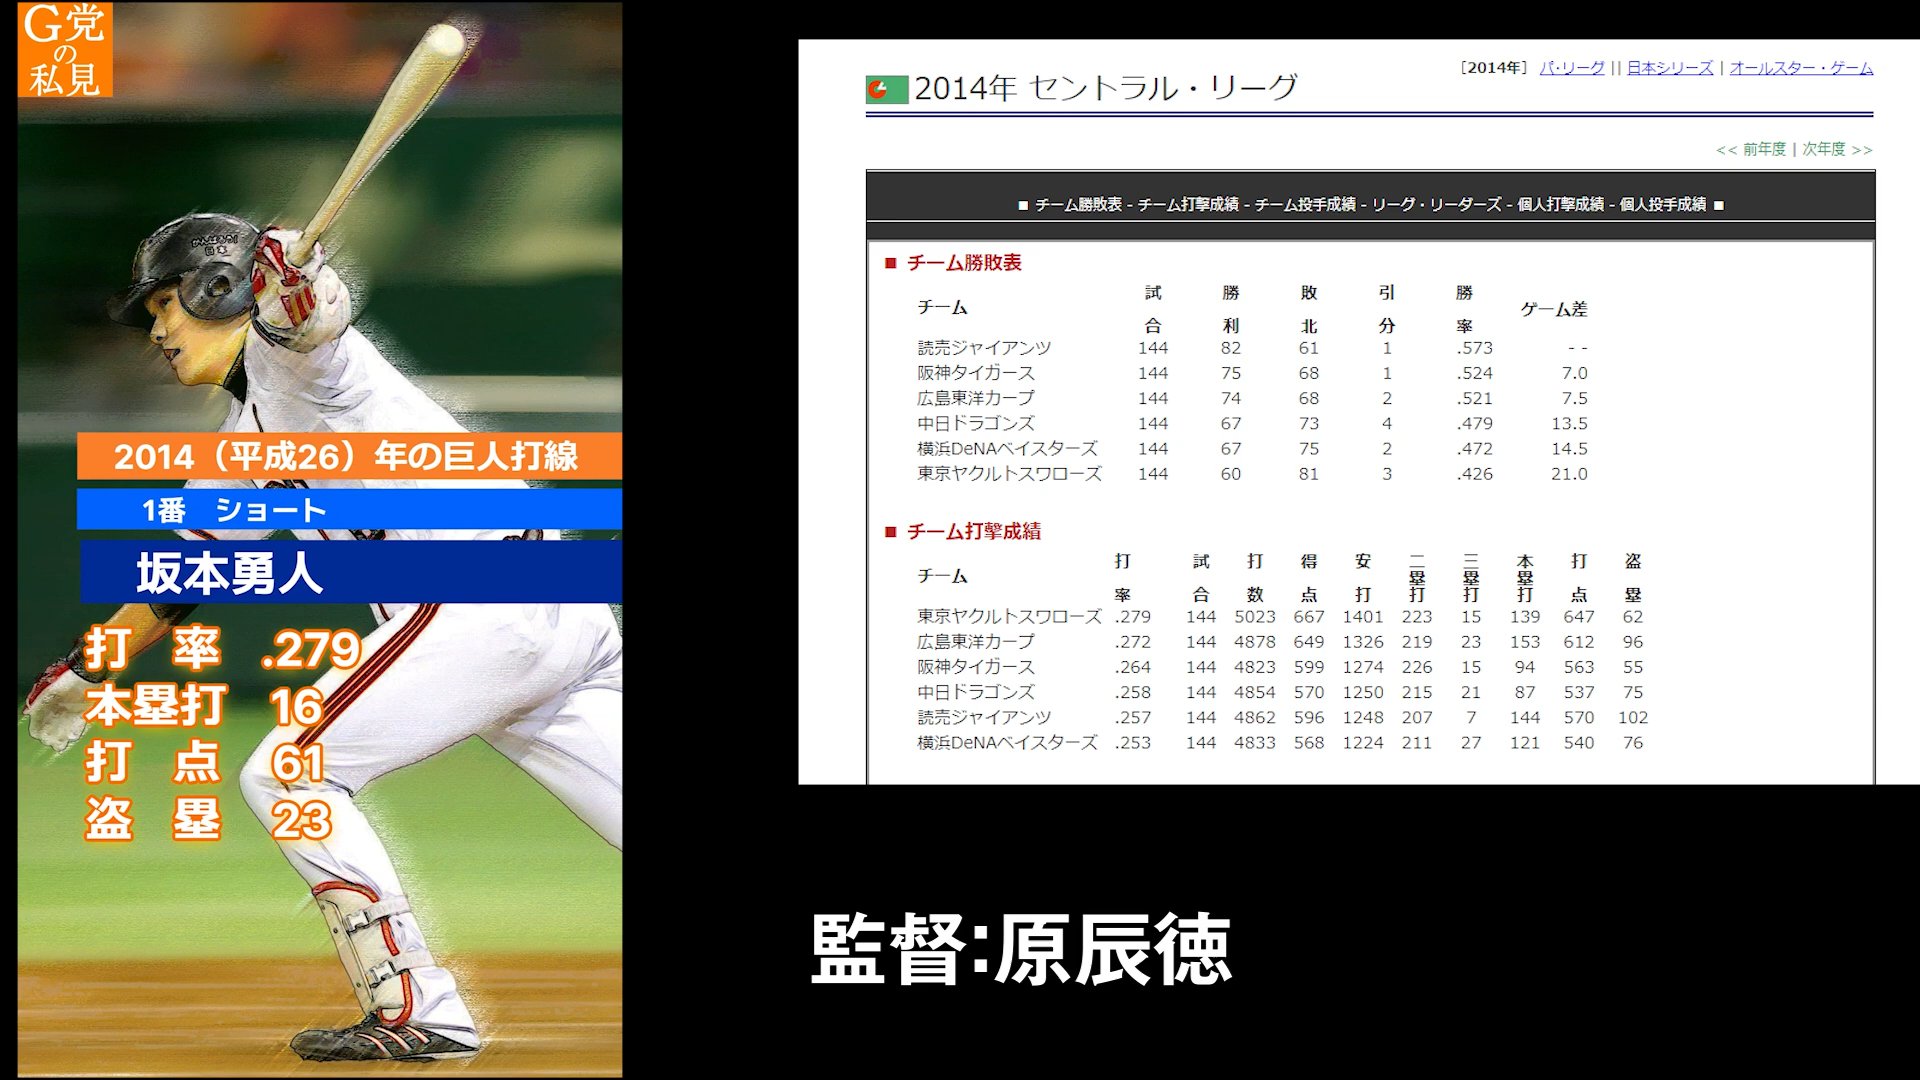 G党
の
私見
がんばろう!
日本
2014（平成26）年の巨人打線
1番　ショート
坂本勇人
打　率　.279
本塁打　16
打　点　61
盗　塁　23
[2014年] パ・リーグ || 日本シリーズ | オールスター・ゲーム
2014年 セントラル・リーグ
<< 前年度 | 次年度 >>
■ チーム勝敗表 - チーム打撃成績 - チーム投手成績 - リーグ・リーダーズ - 個人打撃成績 - 個人投手成績 ■
■ チーム勝敗表
チーム 試合 勝利 敗北 引分 勝率 ゲーム差
読売ジャイアンツ 144 82 61 1 .573 - -
阪神タイガース 144 75 68 1 .524 7.0
広島東洋カープ 144 74 68 2 .521 7.5
中日ドラゴンズ 144 67 73 4 .479 13.5
横浜DeNAベイスターズ 144 67 75 2 .472 14.5
東京ヤクルトスワローズ 144 60 81 3 .426 21.0
■ チーム打撃成績
チーム 打率 試合 打数 得点 安打 二塁打 三塁打 本塁打 打点 盗塁
東京ヤクルトスワローズ .279 144 5023 667 1401 223 15 139 647 62
広島東洋カープ .272 144 4878 649 1326 219 23 153 612 96
阪神タイガース .264 144 4823 599 1274 226 15 94 563 55
中日ドラゴンズ .258 144 4854 570 1250 215 21 87 537 75
読売ジャイアンツ .257 144 4862 596 1248 207 7 144 570 102
横浜DeNAベイスターズ .253 144 4833 568 1224 211 27 121 540 76
監督:原辰徳